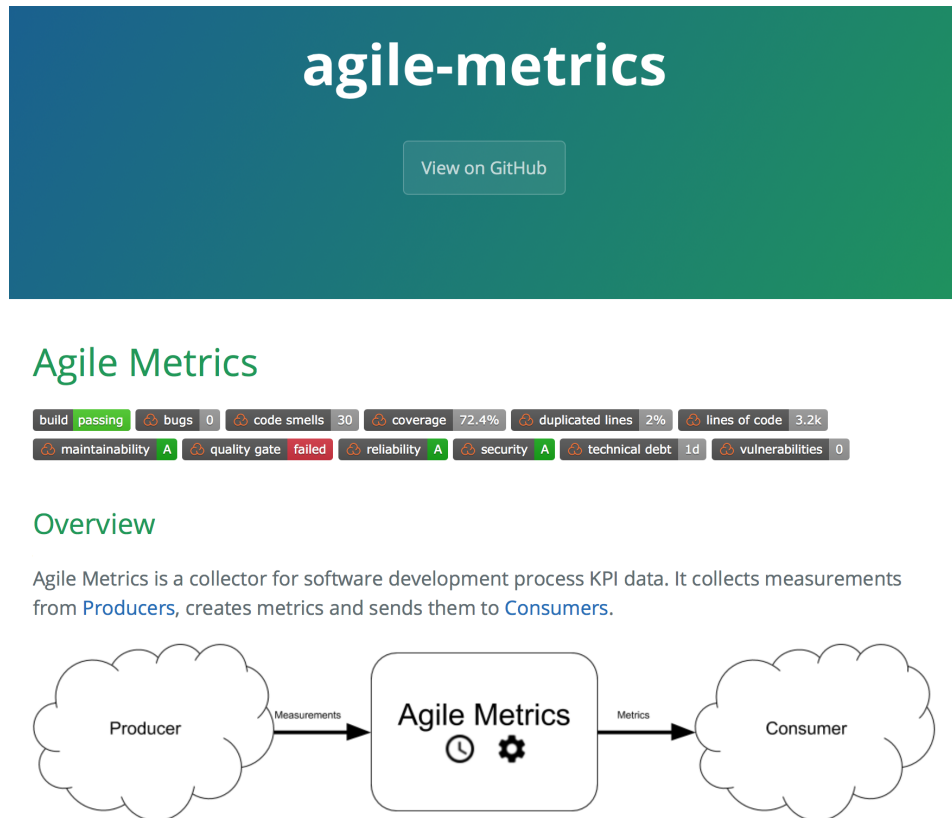 agile-metrics
View on GitHub
Agile Metrics
build passing bugs 0 code smells 30 coverage 72.4% duplicated lines 2% lines of code 3.2k
maintainability A quality gate failed reliability A security A technical debt 1d vulnerabilities 0
Overview
Agile Metrics is a collector for software development process KPI data. It collects measurements
from Producers, creates metrics and sends them to Consumers.
Producer
Measurements
Agile Metrics
Metrics
Consumer